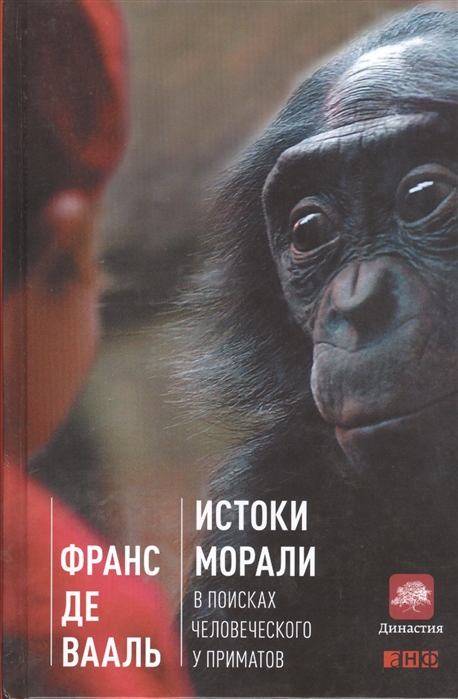 ФРАНС
ДЕ
ВААЛЬ
ИСТОКИ
МОРАЛИ
В ПОИСКАХ
ЧЕЛОВЕЧЕСКОГО
У ПРИМАТОВ
Династия
АНФ